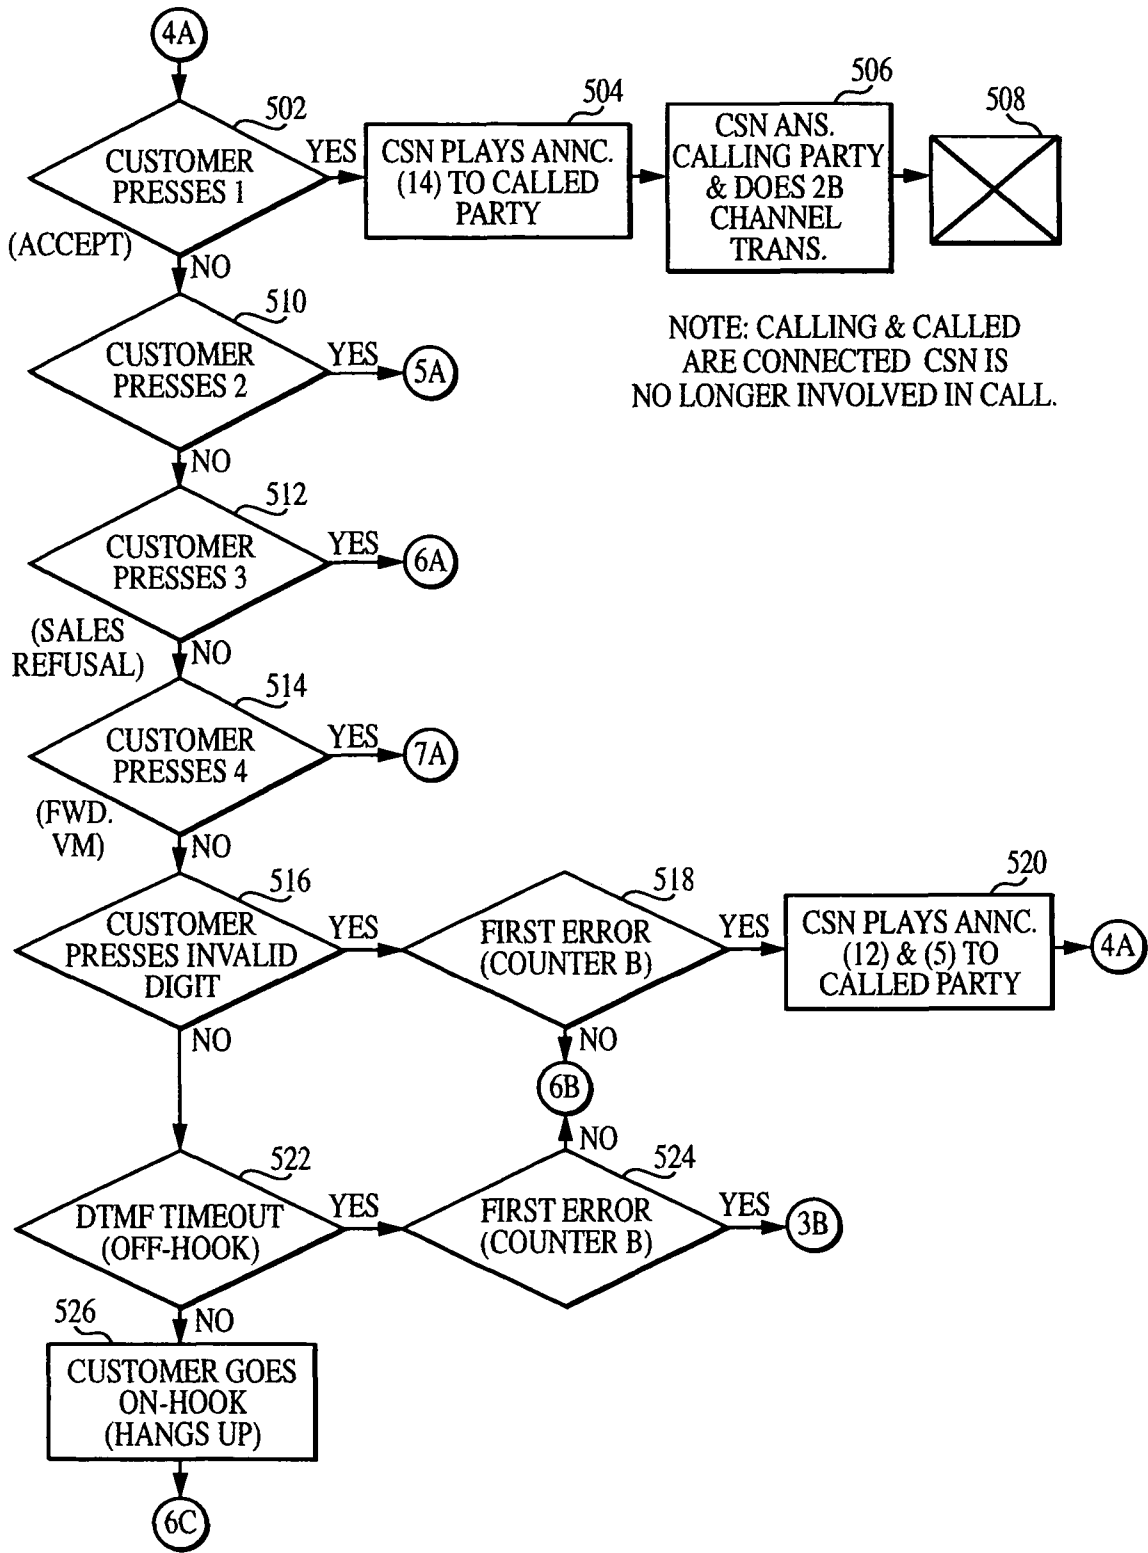 4A
502
CUSTOMER
PRESSES 1
(ACCEPT)
YES
NO
504
CSN PLAYS ANNC.
(14) TO CALLED
PARTY
506
CSN ANS.
CALLING PARTY
& DOES 2B
CHANNEL
TRANS.
508
NOTE: CALLING & CALLED
ARE CONNECTED CSN IS
NO LONGER INVOLVED IN CALL.
510
CUSTOMER
PRESSES 2
YES
5A
NO
512
CUSTOMER
PRESSES 3
YES
6A
(SALES
REFUSAL)
NO
514
CUSTOMER
PRESSES 4
YES
7A
(FWD.
VM)
NO
516
CUSTOMER
PRESSES INVALID
DIGIT
YES
NO
518
FIRST ERROR
(COUNTER B)
YES
NO
520
CSN PLAYS ANNC.
(12) & (5) TO
CALLED PARTY
4A
6B
NO
522
DTMF TIMEOUT
(OFF-HOOK)
YES
NO
524
FIRST ERROR
(COUNTER B)
YES
3B
526
CUSTOMER GOES
ON-HOOK
(HANGS UP)
6C